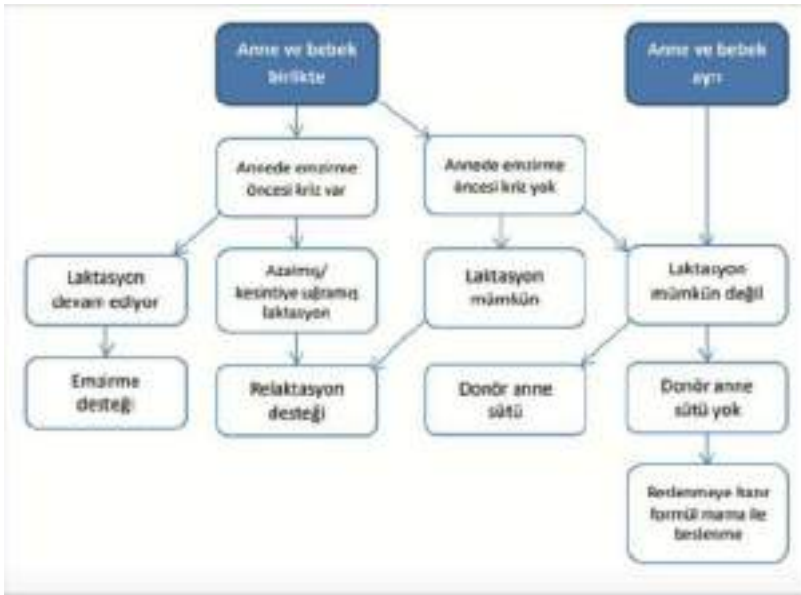 Anne ve bebek
birlikte
Anne ve bebek
ayrı
Annede emzirme
öncesi kriz var
Annede emzirme
öncesi kriz yok
Laktasyon
devam ediyor
Azalmış/
kesintiye uğramış
laktasyon
Laktasyon
mümkün
Laktasyon
mümkün değil
Emzirme
desteği
Relaktasyon
desteği
Donör anne
sütü
Donör anne
sütü yok
Beslenmeye hazır
formül mama ile
beslenme